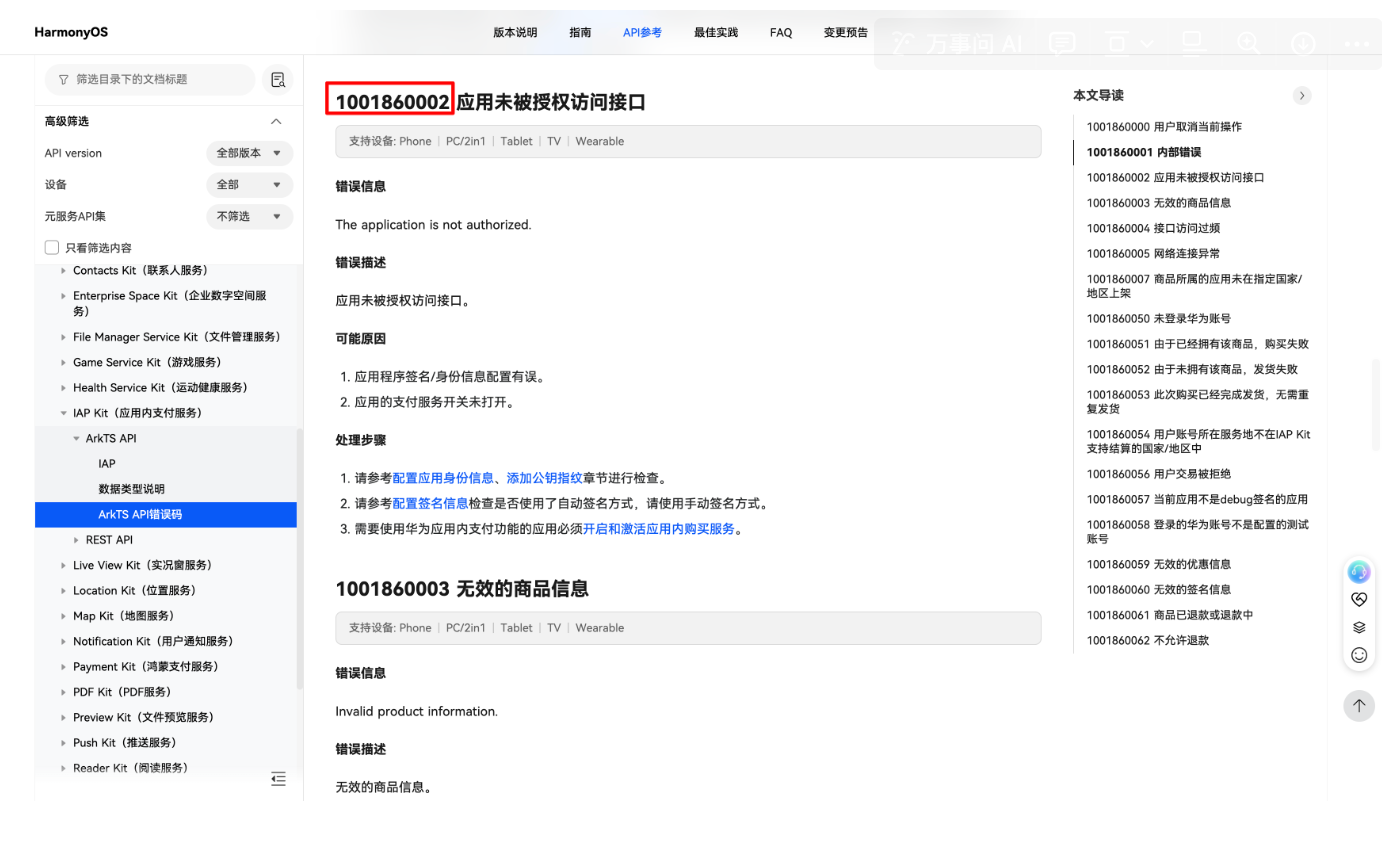 HarmonyOS
版本说明
指南
API参考
最佳实践
FAQ
变更预告
万事问 AI
筛选目录下的文档标题
高级筛选
API version
全部版本
设备
全部
元服务API集
不筛选
只看筛选内容
Contacts Kit（联系人服务）
Enterprise Space Kit（企业数字空间服
务）
File Manager Service Kit（文件管理服务）
Game Service Kit（游戏服务）
Health Service Kit（运动健康服务）
IAP Kit（应用内支付服务）
ArkTS API
IAP
数据类型说明
ArkTS API错误码
REST API
Live View Kit（实况窗服务）
Location Kit（位置服务）
Map Kit（地图服务）
Notification Kit（用户通知服务）
Payment Kit（鸿蒙支付服务）
PDF Kit（PDF服务）
Preview Kit（文件预览服务）
Push Kit（推送服务）
Reader Kit（阅读服务）
1001860002 应用未被授权访问接口
支持设备: Phone | PC/2in1 | Tablet | TV | Wearable
错误信息
The application is not authorized.
错误描述
应用未被授权访问接口。
可能原因
1. 应用程序签名/身份信息配置有误。
2. 应用的支付服务开关未打开。
处理步骤
1. 请参考配置应用身份信息、添加公钥指纹章节进行检查。
2. 请参考配置签名信息检查是否使用了自动签名方式，请使用手动签名方式。
3. 需要使用华为应用内支付功能的应用必须开启和激活应用内购买服务。
1001860003 无效的商品信息
支持设备: Phone | PC/2in1 | Tablet | TV | Wearable
错误信息
Invalid product information.
错误描述
无效的商品信息。
本文导读
1001860000 用户取消当前操作
1001860001 内部错误
1001860002 应用未被授权访问接口
1001860003 无效的商品信息
1001860004 接口访问过频
1001860005 网络连接异常
1001860007 商品所属的应用未在指定国家/
地区上架
1001860050 未登录华为账号
1001860051 由于已经拥有该商品，购买失败
1001860052 由于未拥有该商品，发货失败
1001860053 此次购买已经完成发货，无需重
复发货
1001860054 用户账号所在服务地不在IAP Kit
支持结算的国家/地区中
1001860056 用户交易被拒绝
1001860057 当前应用不是debug签名的应用
1001860058 登录的华为账号不是配置的测试
账号
1001860059 无效的优惠信息
1001860060 无效的签名信息
1001860061 商品已退款或退款中
1001860062 不允许退款